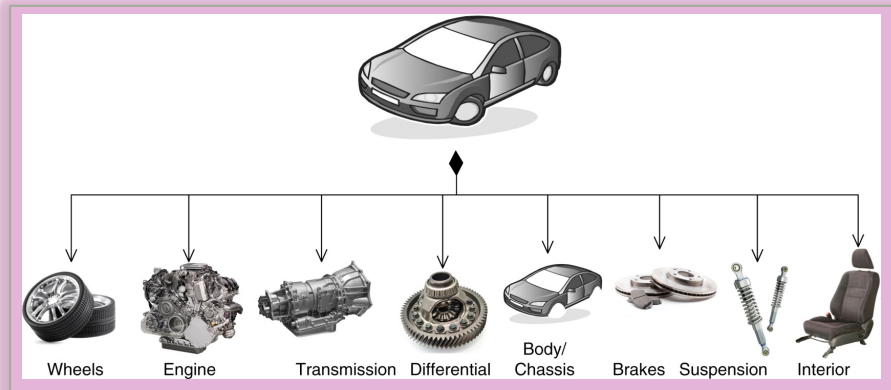 Wheels
Engine
Transmission
Differential
Body/
Chassis
Brakes
Suspension
Interior